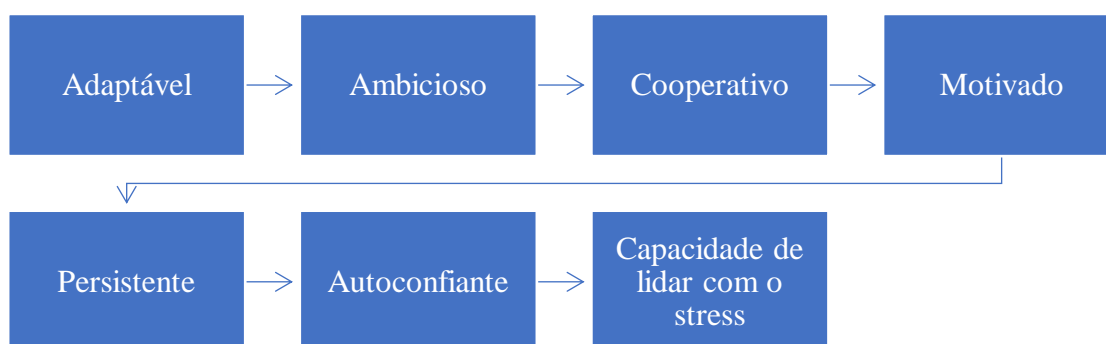 Adaptável
Ambicioso
Cooperativo
Motivado
Persistente
Autoconfiante
Capacidade de
lidar com o
stress